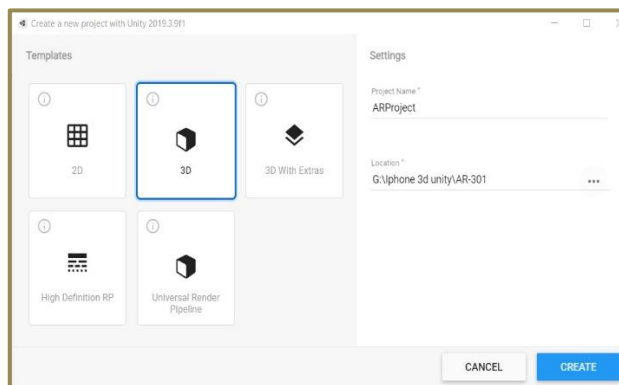 Create a new project with Unity 2019.3.9f1
Templates
Settings
2D
3D
3D With Extras
High Definition RP
Universal Render
Pipeline
Project Name *
ARProject
Location *
G:\Iphone 3d unity\AR-301
CANCEL
CREATE